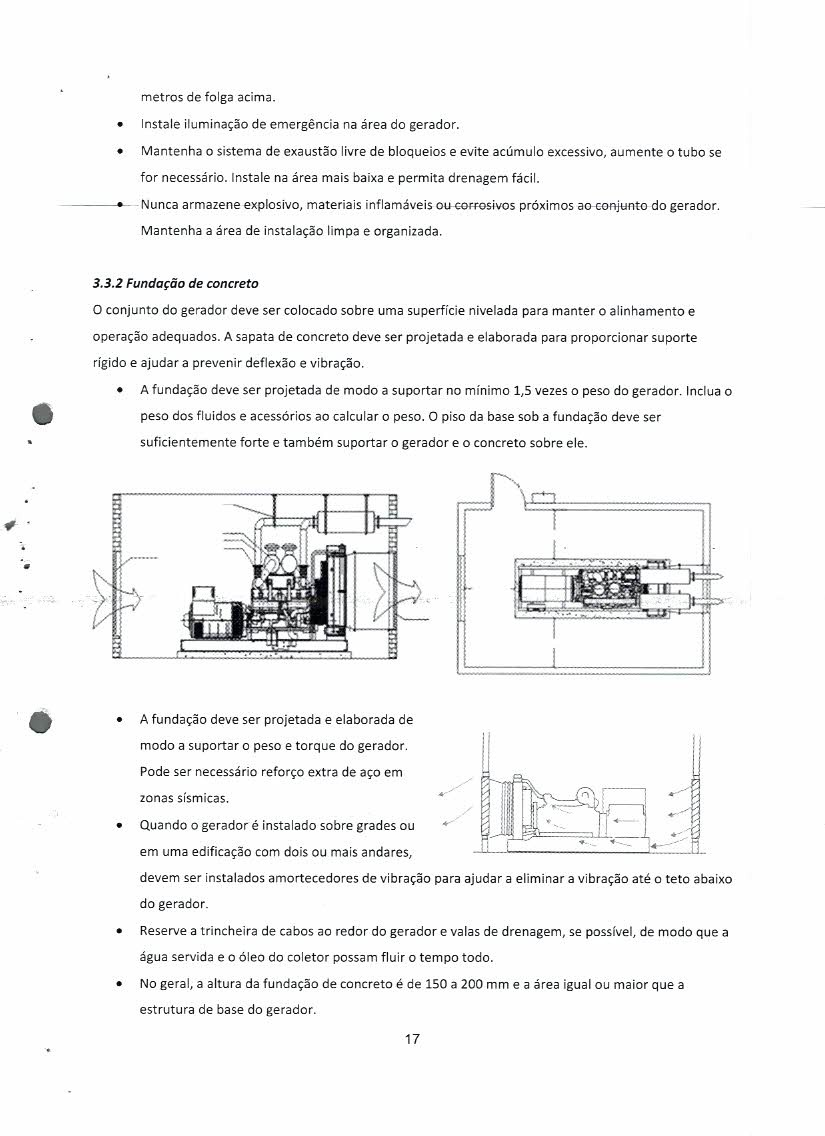 metros de folga acima.
• Instale iluminação de emergência na área do gerador.
• Mantenha o sistema de exaustão livre de bloqueios e evite acúmulo excessivo, aumente o tubo se
for necessário. Instale na área mais baixa e permita drenagem fácil.
• Nunca armazene explosivo, materiais inflamáveis ou corrosivos próximos ao conjunto do gerador.
Mantenha a área de instalação limpa e organizada.
3.3.2 Fundação de concreto
O conjunto do gerador deve ser colocado sobre uma superfície nivelada para manter o alinhamento e
operação adequados. A sapata de concreto deve ser projetada e elaborada para proporcionar suporte
rígido e ajudar a prevenir deflexão e vibração.
• A fundação deve ser projetada de modo a suportar no mínimo 1,5 vezes o peso do gerador. Inclua o
peso dos fluidos e acessórios ao calcular o peso. O piso da base sob a fundação deve ser
suficientemente forte e também suportar o gerador e o concreto sobre ele.
• A fundação deve ser projetada e elaborada de
modo a suportar o peso e torque do gerador.
Pode ser necessário reforço extra de aço em
zonas sísmicas.
• Quando o gerador é instalado sobre grades ou
em uma edificação com dois ou mais andares,
devem ser instalados amortecedores de vibração para ajudar a eliminar a vibração até o teto abaixo
do gerador.
• Reserve a trincheira de cabos ao redor do gerador e valas de drenagem, se possível, de modo que a
água servida e o óleo do coletor possam fluir o tempo todo.
• No geral, a altura da fundação de concreto é de 150 a 200 mm e a área igual ou maior que a
estrutura de base do gerador.
17